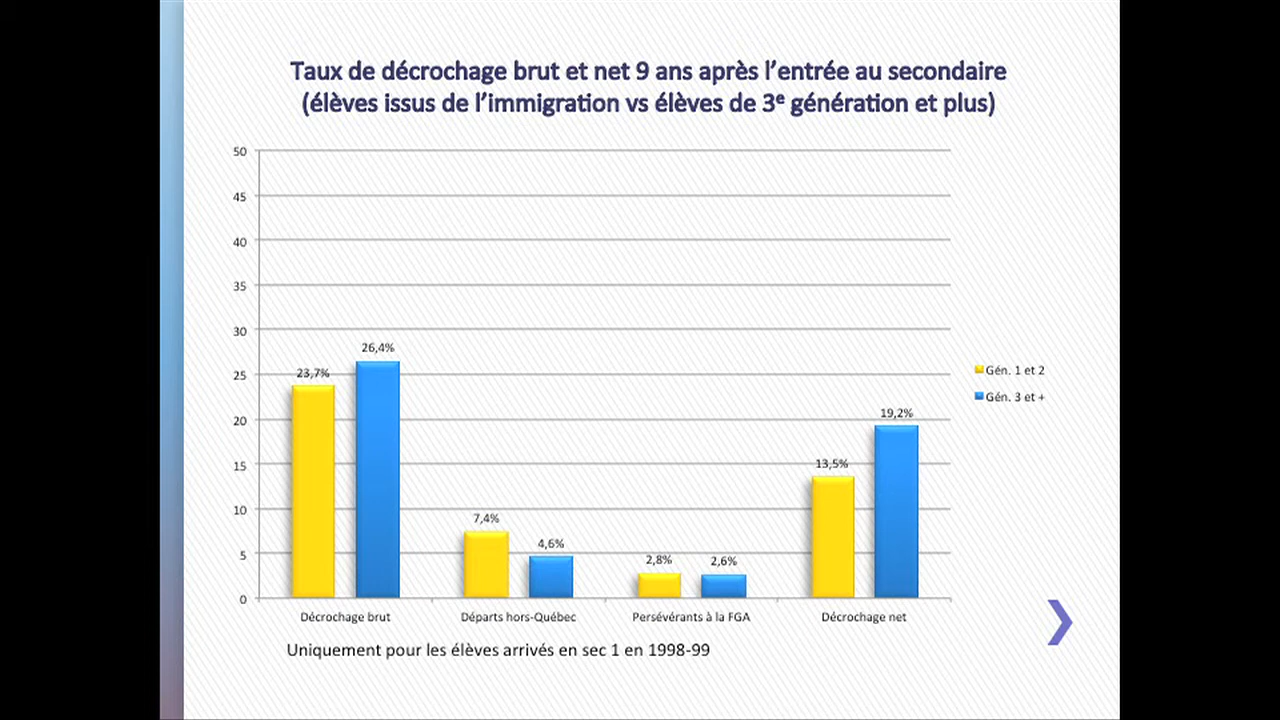 Taux de décrochage brut et net 9 ans après l’entrée au secondaire
(élèves issus de l’immigration vs élèves de 3e génération et plus)
50
45
40
35
30
25
20
15
10
5
0
23,7%
26,4%
7,4%
4,6%
2,8%
2,6%
13,5%
19,2%
Gén. 1 et 2
Gén. 3 et +
Décrochage brut
Départs hors-Québec
Persévérants à la FGA
Décrochage net
Uniquement pour les élèves arrivés en sec 1 en 1998-99